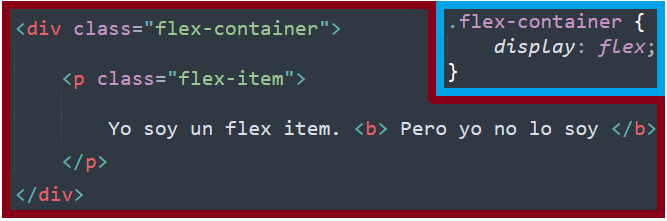 <div class="flex-container">
<p class="flex-item">
Yo soy un flex item. <b> Pero yo no lo soy </b>
</p>
</div>
.flex-container {
display: flex;
}